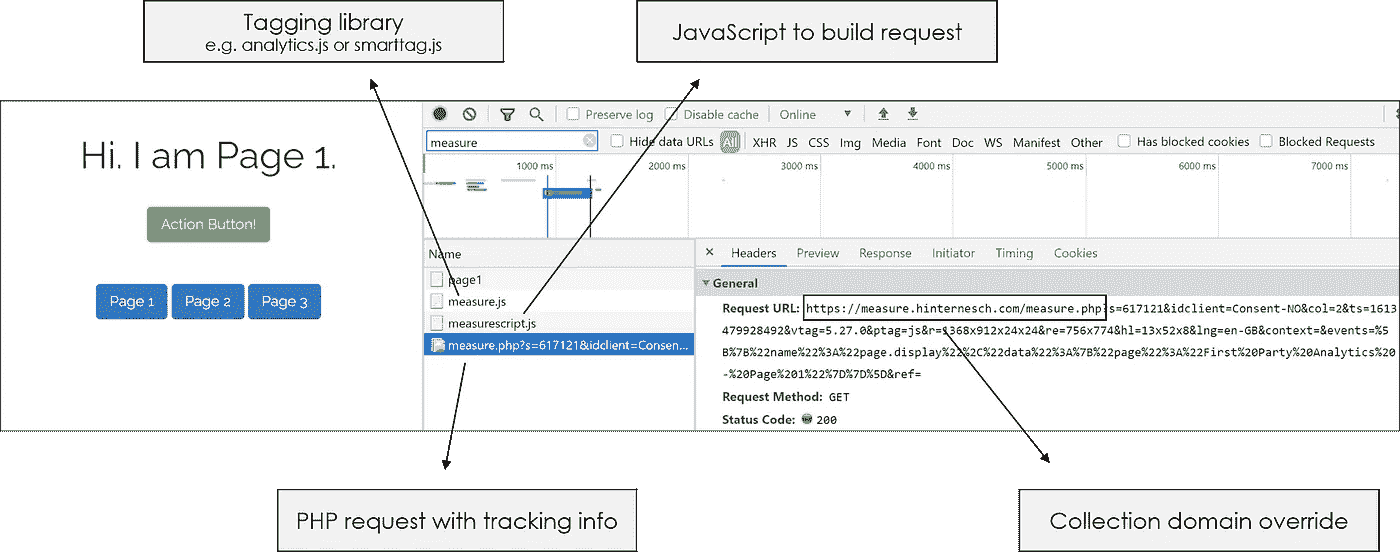 Tagging library
e.g. analytics.js or smarttag.js
JavaScript to build request
Hi. I am Page 1.
Action Button!
Page 1 Page 2 Page 3
Preserve log Disable cache Online
measure Hide data URLs All XHR JS CSS Img Media Font Doc WS Manifest Other Has blocked cookies Blocked Requests
1000 ms 2000 ms 3000 ms 4000 ms 5000 ms 6000 ms 7000 ms
Name
page1
measure.js
measurescript.js
measure.php?s=617121&idclient=Consen...
Headers Preview Response Initiator Timing Cookies
General
Request URL: https://measure.hinternesch.com/measure.php?s=617121&idclient=Consent-NO&col=2&ts=1613
479928492&vtag=5.27.0&ptag=js&r=1368x912x24x24&re=756x774&hl=13x52x8&lng=en-GB&context=&events=%
5B%7B%22name%22%3A%22page.display%22%2C%22data%22%3A%7B%22page%22%3A%22First%20Party%20Analytics%20
-%20Page%201%22%7D%7D%5D&ref=
Request Method: GET
Status Code: 200
PHP request with tracking info
Collection domain override